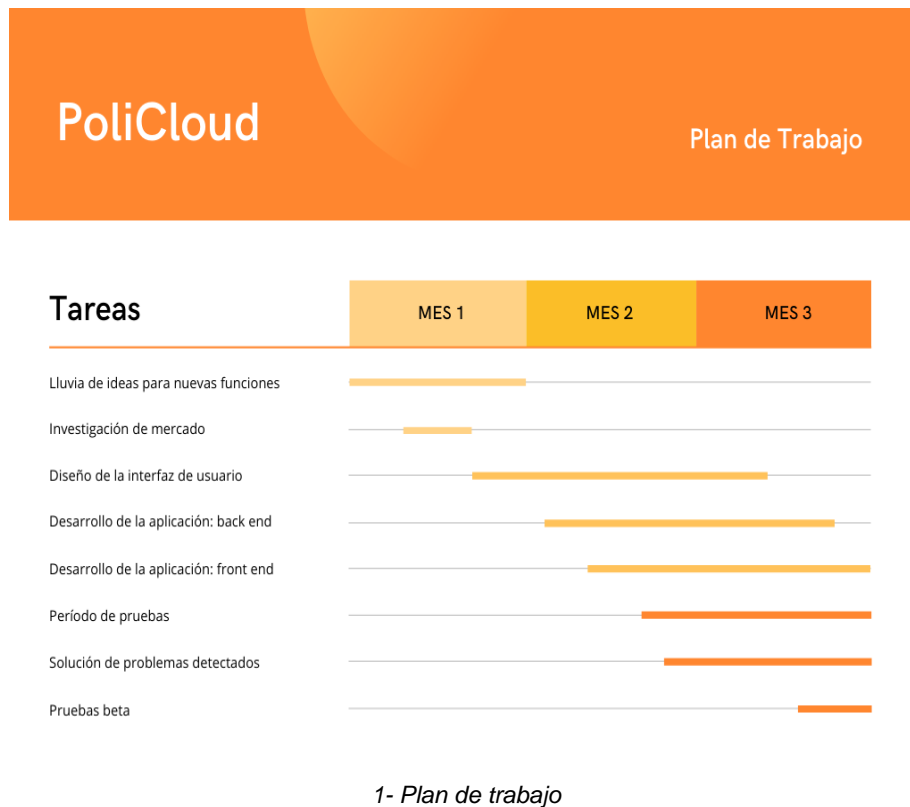 PoliCloud
Plan de Trabajo
Tareas
MES 1
MES 2
MES 3
Lluvia de ideas para nuevas funciones
Investigación de mercado
Diseño de la interfaz de usuario
Desarrollo de la aplicación: back end
Desarrollo de la aplicación: front end
Período de pruebas
Solución de problemas detectados
Pruebas beta
1- Plan de trabajo